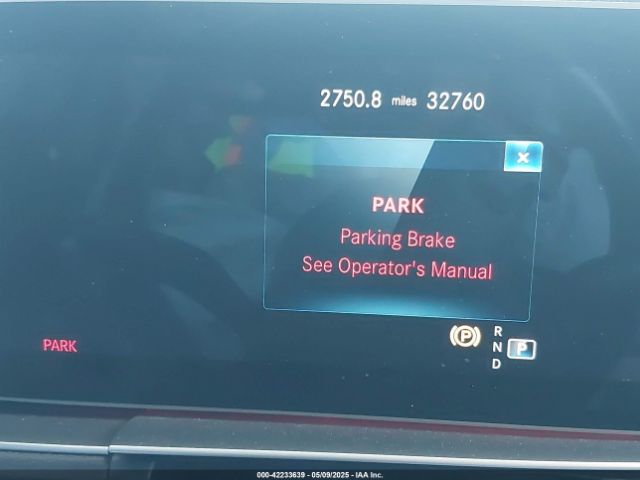 2750.8 miles 32760
×
PARK
Parking Brake
See Operator's Manual
PARK
P
R
N P
D
000-42233639 - 05/09/2025 - IAA Inc.